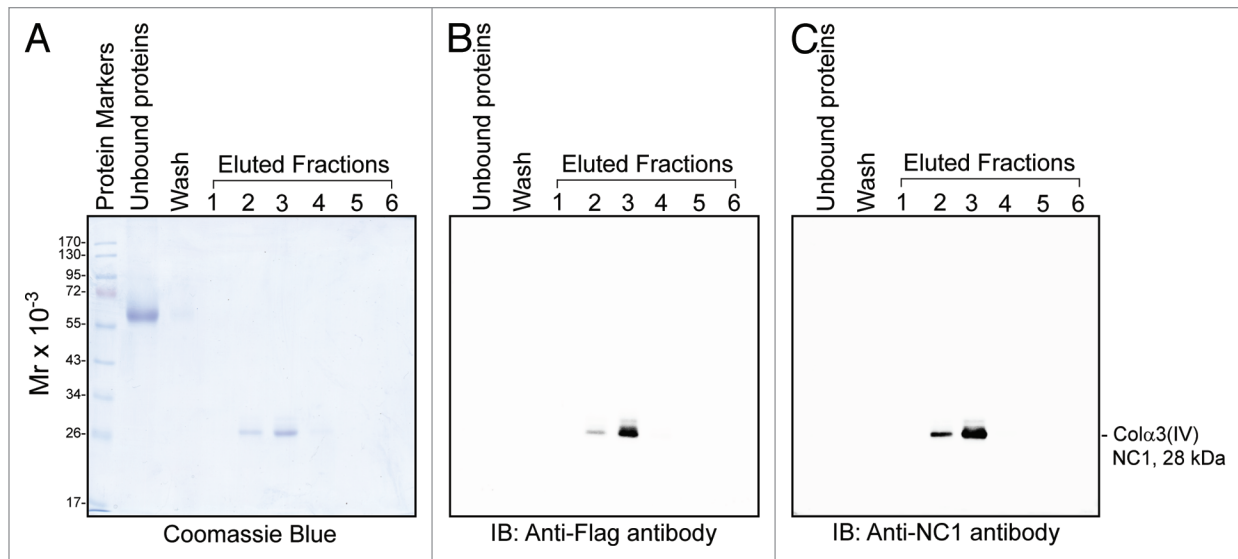 A
Protein Markers
Unbound proteins
Wash
Eluted Fractions
1 2 3 4 5 6
Mr x 10-3
170-
130-
95-
72-
55-
43-
34-
26-
17-
Coomassie Blue
B
Unbound proteins
Wash
Eluted Fractions
1 2 3 4 5 6
IB: Anti-Flag antibody
C
Unbound proteins
Wash
Eluted Fractions
1 2 3 4 5 6
- Colα3(IV)
NC1, 28 kDa
IB: Anti-NC1 antibody